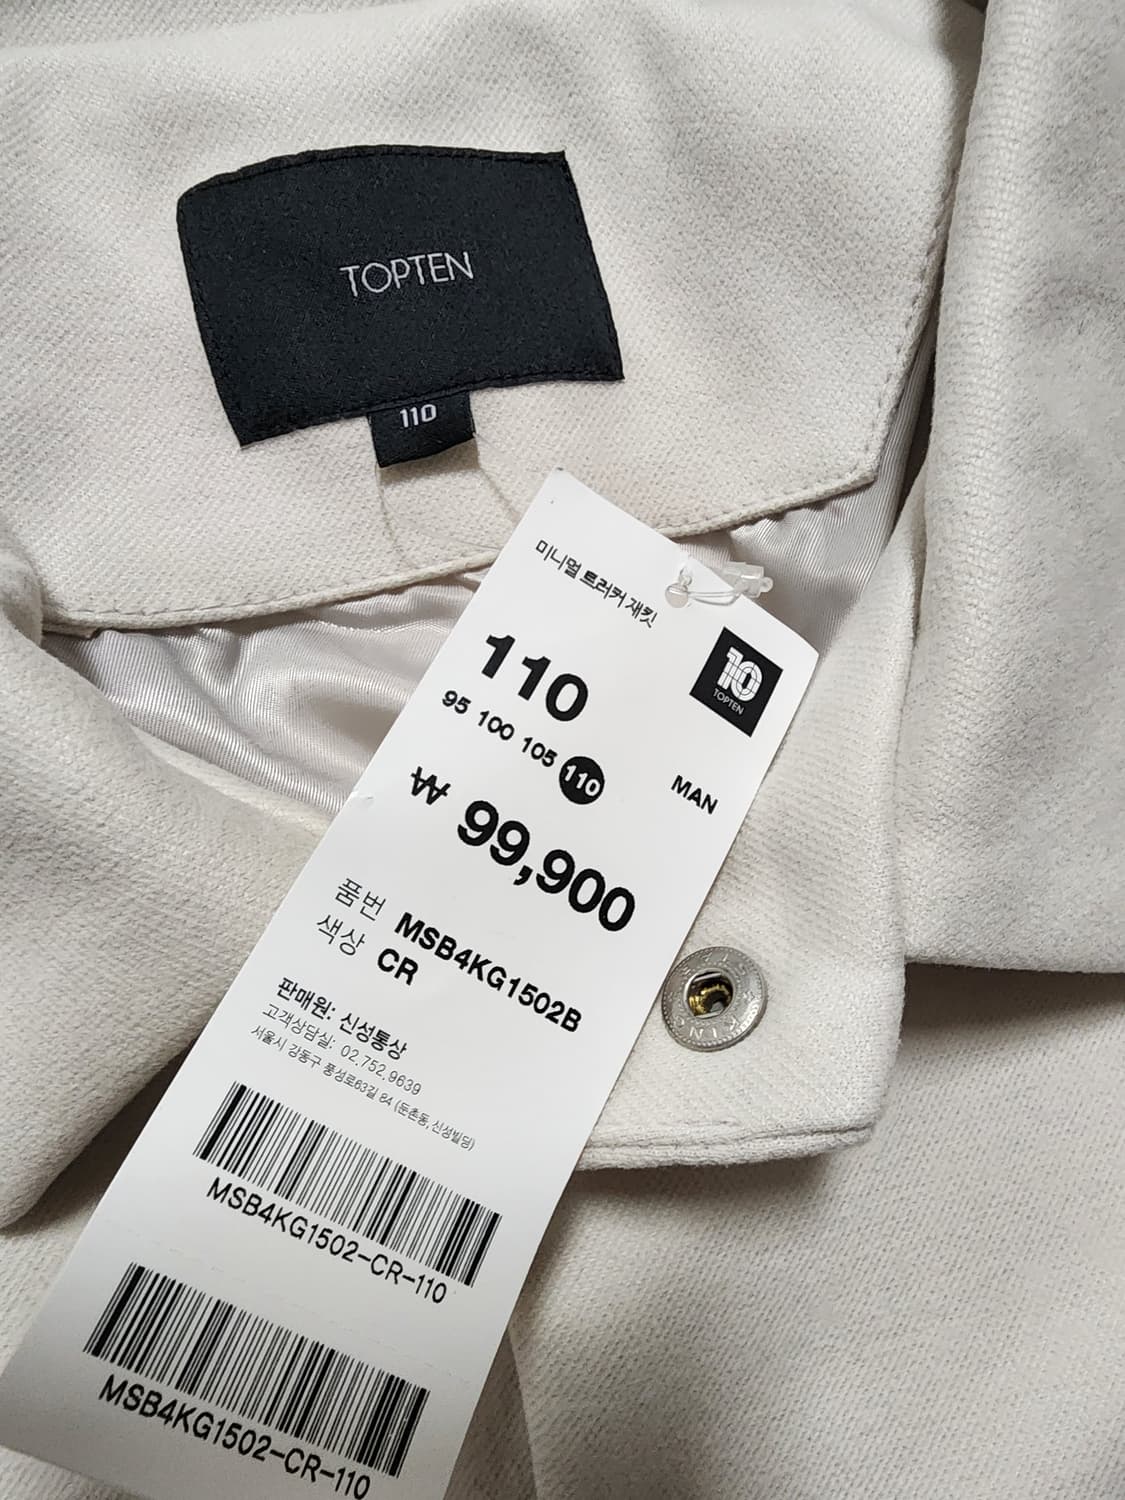 TOPTEN
110
미니멀 트러커 재킷
110
95 100 105 110
10
TOPTEN
MAN
₩ 99,900
품번 MSB4KG1502B
색상 CR
판매원: 신성통상
고객상담실: 02.752.9639
서울시 강동구 풍성로63길 84 (둔촌동, 신성빌딩)
MSB4KG1502-CR-110
MSB4KG1502-CR-110